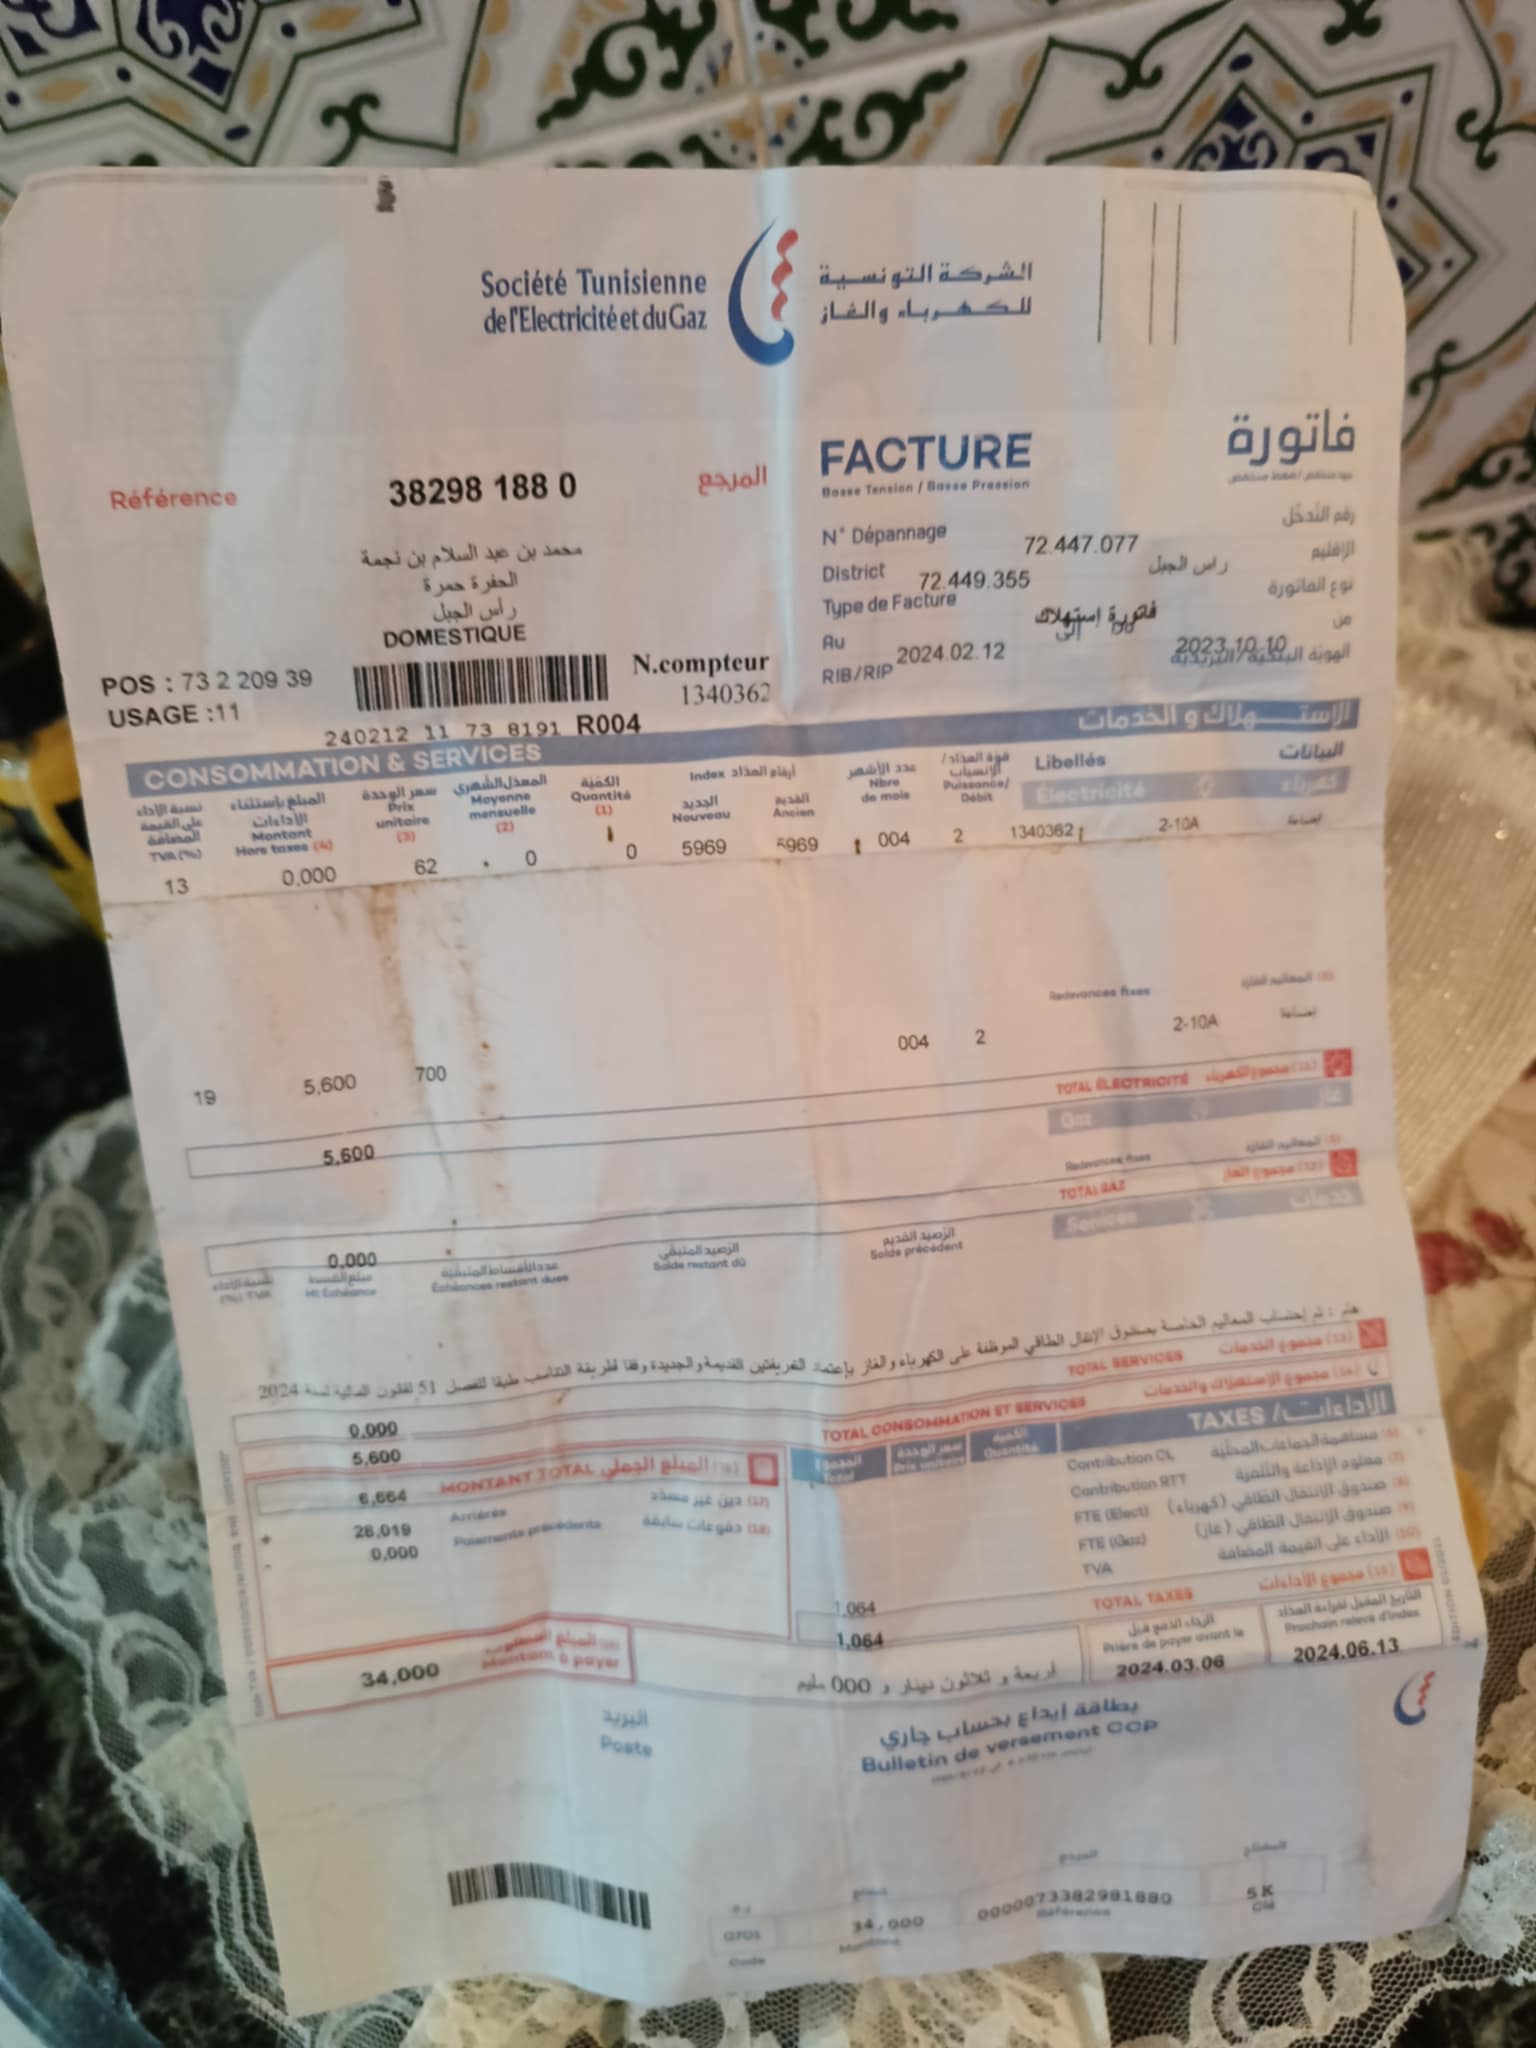 Société Tunisienne
de l'Electricité et du Gaz
الشركة التونسية
للكهرباء والغاز
Référence 38298 188 0 المرجع
محمد بن عبد السلام بن نجمة
الحفرة حمرة
رأس الجبل
DOMESTIQUE
POS : 73 2 209 39
USAGE :11
N.compteur
1340362
240212 11 73 8191 R004
FACTURE فاتورة
Basse Tension / Basse Pression
N° Dépannage 72.447.077 رقم التدخّل
District 72.449.355 راس الجبل الإقليم
Type de Facture فاتورة إستهلاك نوع الفاتورة
Au 2024.02.12 إلى 2023.10.10 من
RIB/RIP الهوية البنكية/البريدية
CONSOMMATION & SERVICES الاستهلاك و الخدمات
نسبة الأداء على القيمة المضافة TVA (%)
المبلغ بإستثناء الأداءات Montant Hors taxes (4)
سعر الوحدة Prix unitaire (3)
المعدل الشهري Moyenne mensuelle (2)
الكمية Quantité (1)
Index أرقام العداد
الجديد Nouveau
القديم Ancien
عدد الأشهر Nbre de mois
قوة العداد / الإنسياب Puissance/ Débit
Libellés البيانات
Électricité كهرباء
13 0,000 62 0 0 5969 5969 004 2 1340362 2-10A
Redevances fixes المعاليم القارة (5)
19 5,600 700 004 2 2-10A
5,600 TOTAL ÉLECTRICITÉ مجموع الكهرباء (11)
Gaz غاز
Redevances fixes المعاليم القارة (5)
0,000 TOTAL GAZ مجموع الغاز (12)
Services خدمات
نسبة الأداء (%) TVA
مبلغ القسط Mt Échéance
عدد الأقساط المتبقية Échéances restant dues
الرصيد المتبقي Solde restant dû
الرصيد القديم Solde précédent
هام : تم إحتساب المعاليم الخاصة بصندوق الإنتقال الطاقي الموظفة على الكهرباء والغاز بإعتماد التعريفتين القديمة والجديدة وفقا لطريقة التناسب طبقا للفصل 51 لقانون المالية لسنة 2024
0,000 TOTAL SERVICES مجموع الخدمات (13)
5,600 TOTAL CONSOMMATION ET SERVICES مجموع الإستهلاك والخدمات (14)
6,664 MONTANT TOTAL المبلغ الجملي (16)
+ 28,019 Arriérés دين غير مسدّد (17)
- 0,000 Paiements précédents دفوعات سابقة (18)
34,000 Montant à payer
TAXES / الأداءات
المجموع Total
سعر الوحدة Prix unitaire
الكمية Quantité
Contribution CL مساهمة الجماعات المحلية (6)
Contribution RTT معلوم الإذاعة والتلفزة (7)
FTE (Elect) صندوق الإنتقال الطاقي (كهرباء) (8)
FTE (Gaz) صندوق الإنتقال الطاقي (غاز) (9)
1,064 TVA الأداء على القيمة المضافة (10)
1,064 TOTAL TAXES مجموع الأداءات (15)
أربعة و ثلاثون دينار و 000 مليم
الرجاء الدفع قبل
Prière de payer avant le
2024.03.06
التاريخ المقبل لقراءة العداد
Prochain relevé d'index
2024.06.13
البريد
Poste
بطاقة إيداع بحساب جاري
Bulletin de versement CCP
0701
Code
المبلغ
34,000
Montant
المرجع
0000073382981880
Référence
المفتاح
5 K
Clé